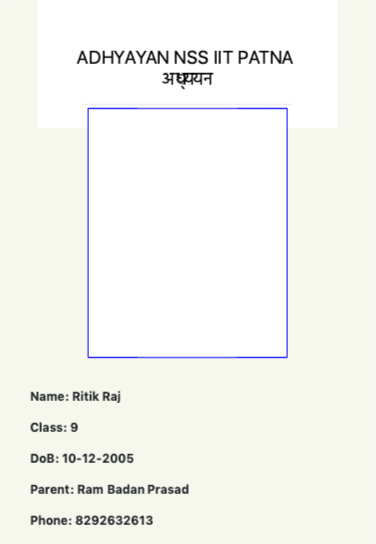 ADHYAYAN NSS IIT PATNA
अध्ययन
Name: Ritik Raj
Class: 9
DoB: 10-12-2005
Parent: Ram Badan Prasad
Phone: 8292632613